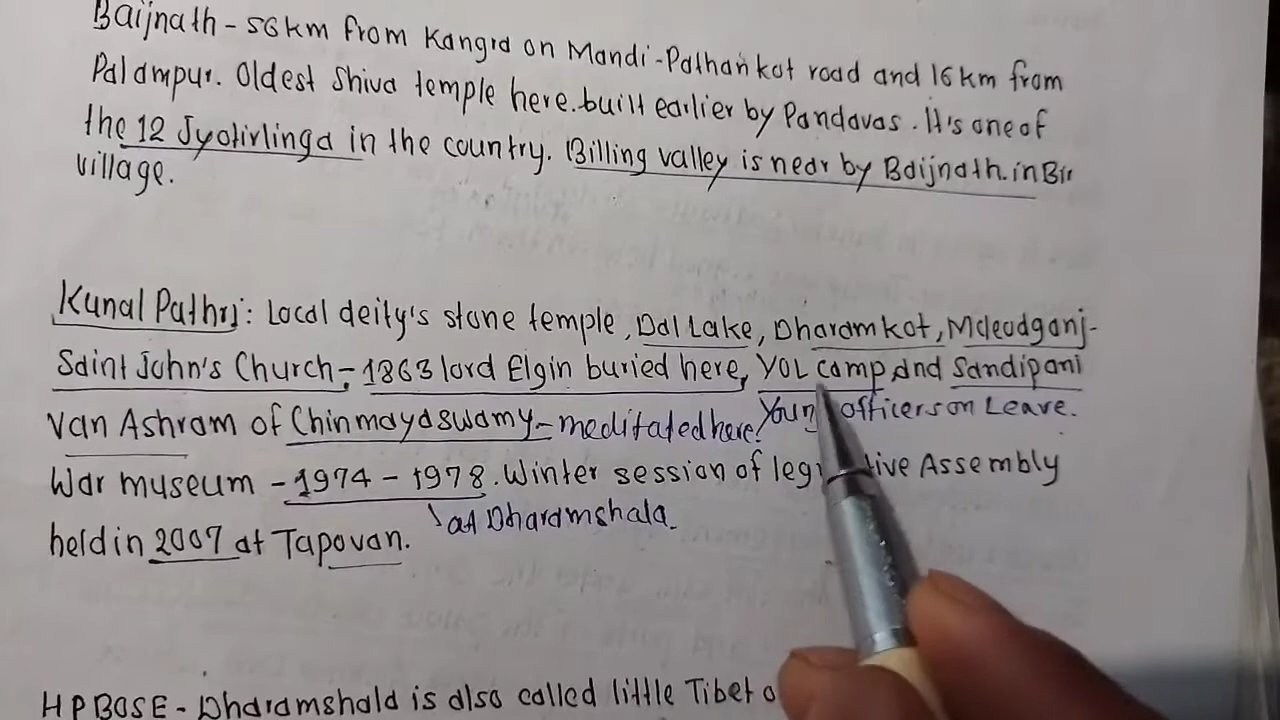 Baijnath - 56km from Kangra on Mandi-Pathankot road and 16km from
Palampur. Oldest Shiva temple here. built earlier by Pandavas. It's one of
the 12 Jyotirlinga in the country. Billing valley is near by Baijnath. in Bir
village.
Kunal Pathri: Local deity's stone temple, Dal Lake, Dharamkot, Mcleodganj-
Saint John's Church-, 1863 lord Elgin buried here, YOL camp and Sandipani
Van Ashram of Chinmayaswamy- meditated here. Young officers on Leave.
War museum - 1974 - 1978. Winter session of Assembly
at Dharamshala.
held in 2007 at Tapovan.
HP BOSE - Dharamshala is also called little Tibet